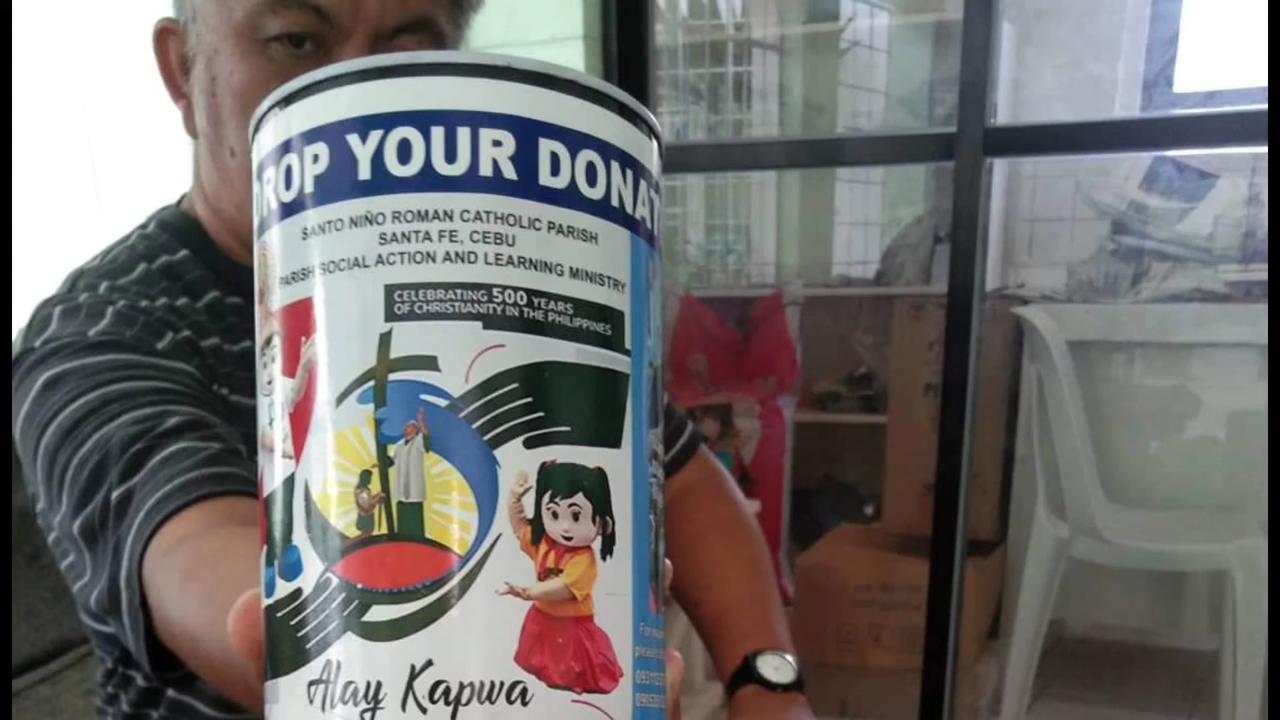 ROP YOUR DONAT
SANTO NIÑO ROMAN CATHOLIC PARISH
SANTA FE, CEBU
PARISH SOCIAL ACTION AND LEARNING MINISTRY
CELEBRATING 500 YEARS
OF CHRISTIANITY IN THE PHILIPPINES
Alay Kapwa